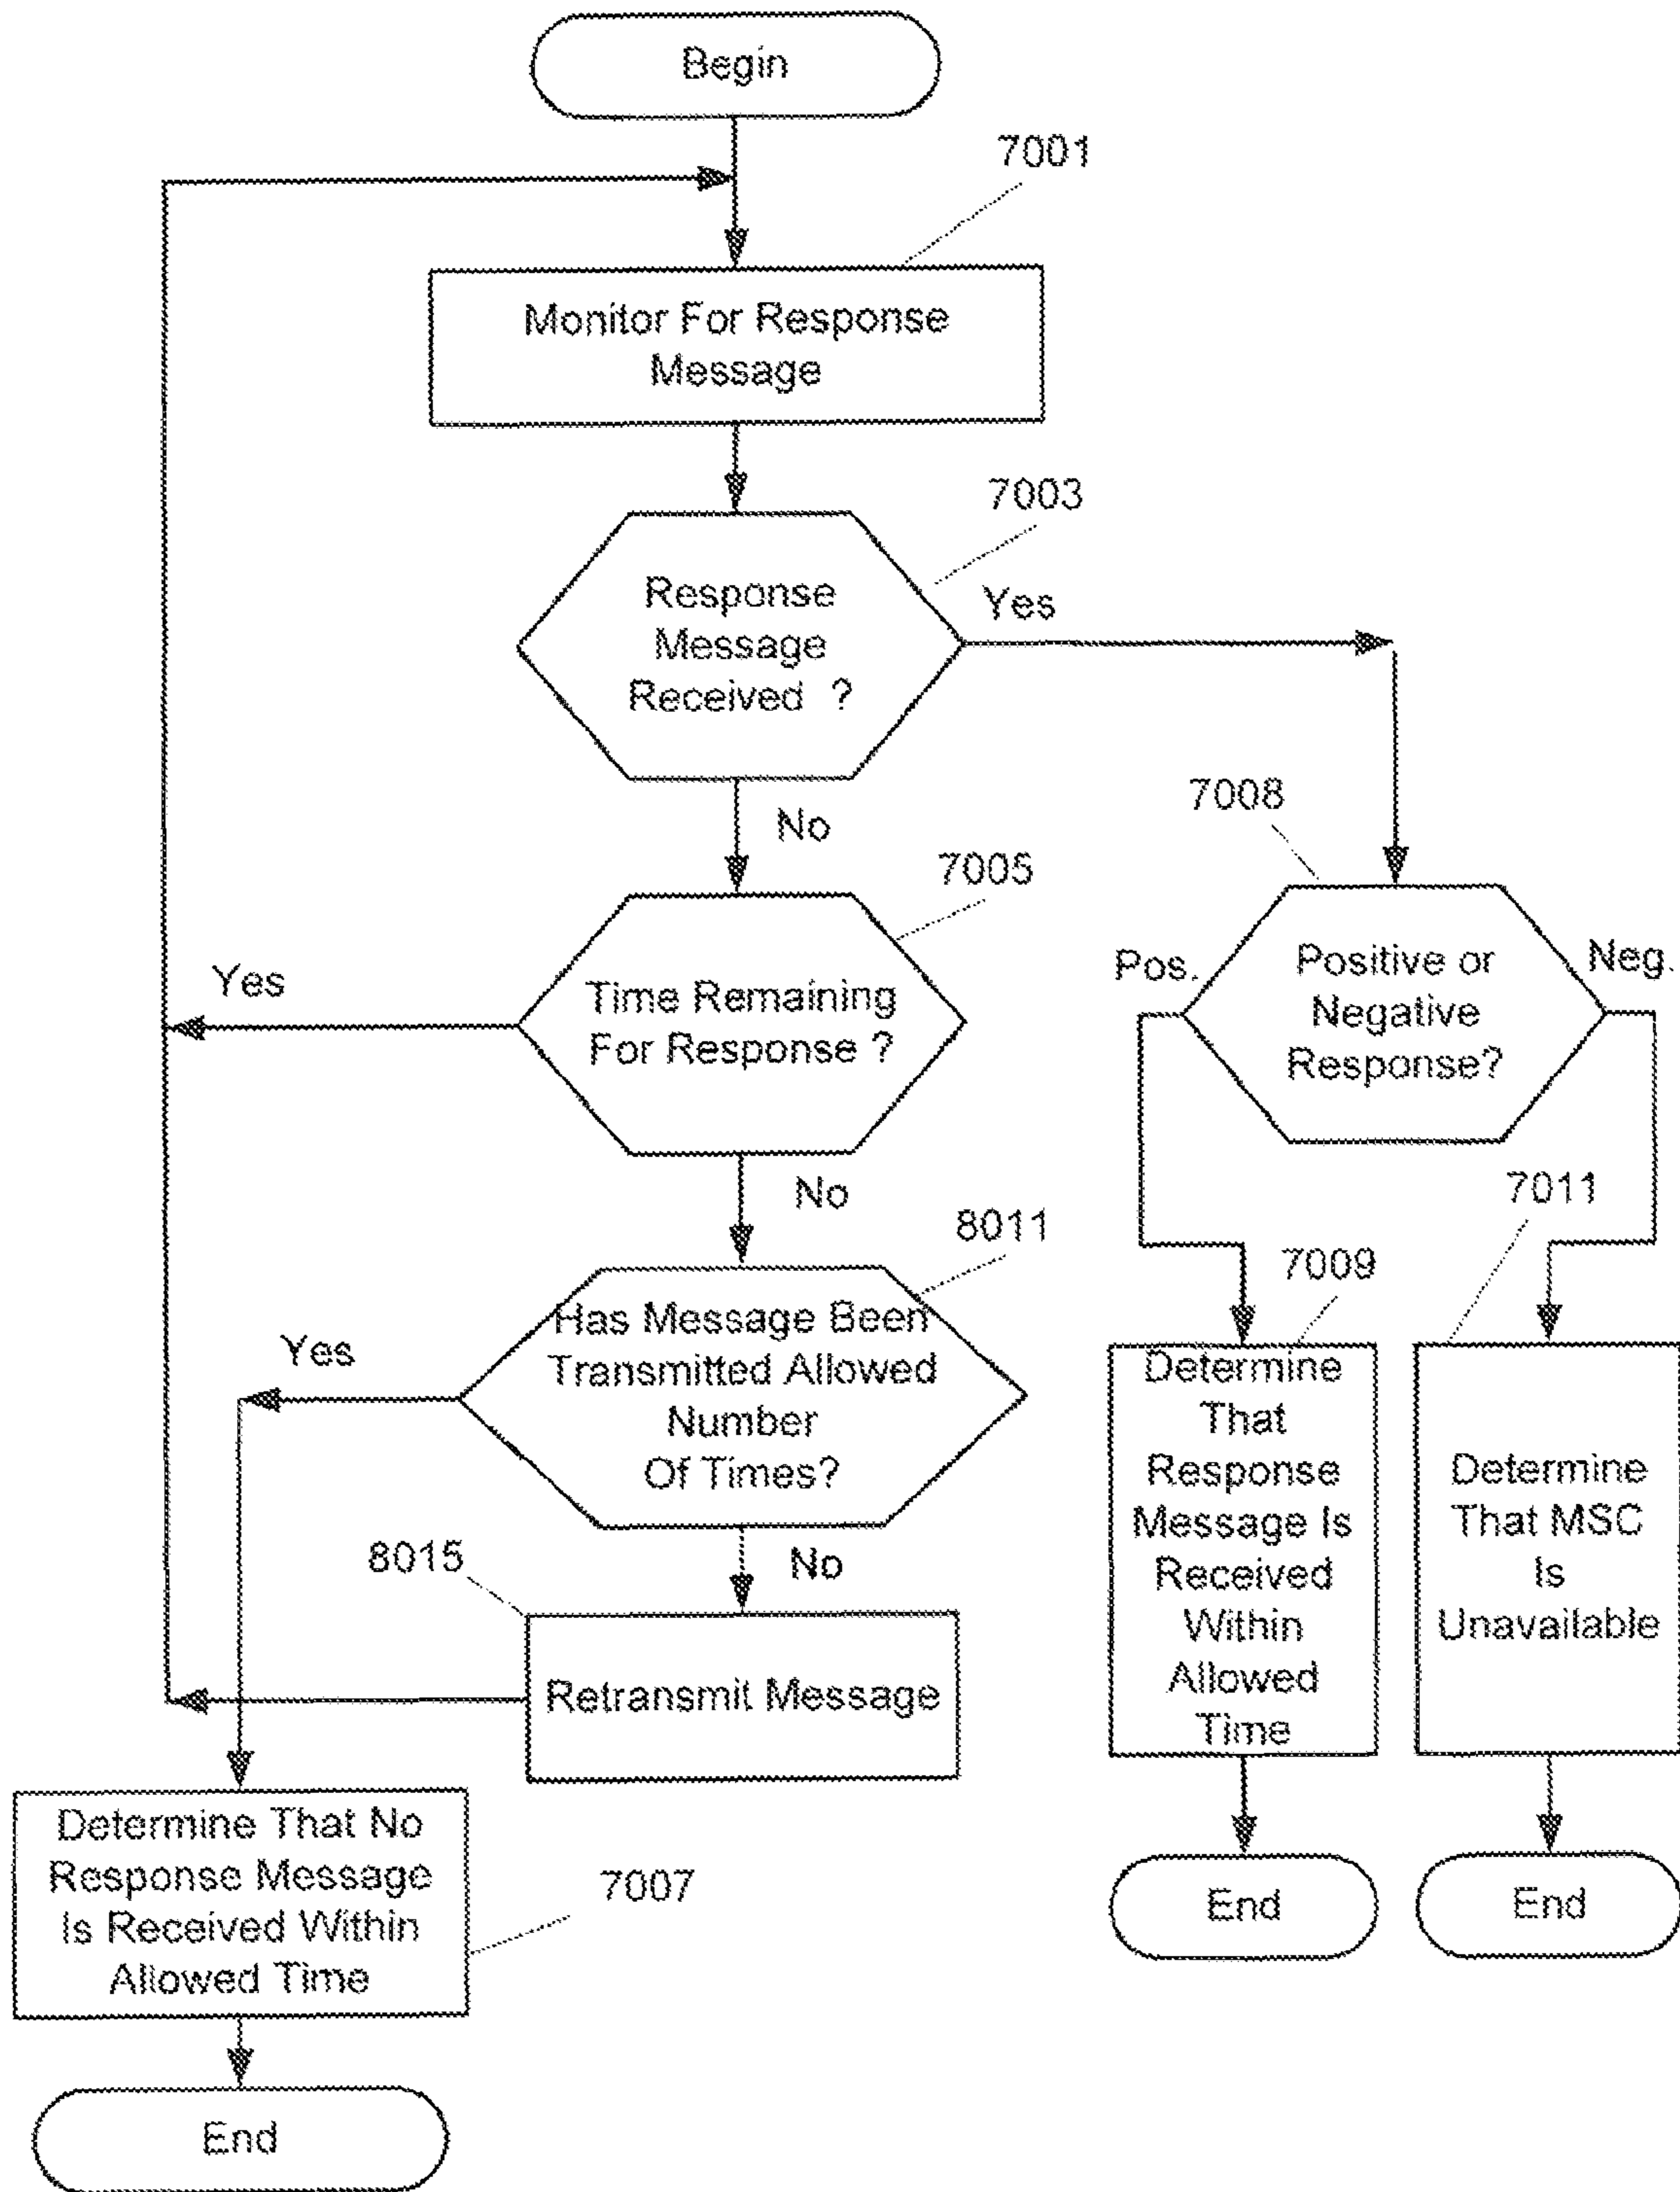 Begin
7001
Monitor For Response
Message
7003
Response
Message
Received ?
Yes
No
7008
7005
Time Remaining
For Response ?
Yes
Pos.
Positive or
Negative
Response?
Neg.
No
8011
7011
7009
Has Message Been
Transmitted Allowed
Number
Of Times?
Yes
No
Determine
That
Response
Message Is
Received
Within
Allowed
Time
Determine
That MSC
Is
Unavailable
8015
Retransmit Message
Determine That No
Response Message
Is Received Within
Allowed Time
7007
End
End
End